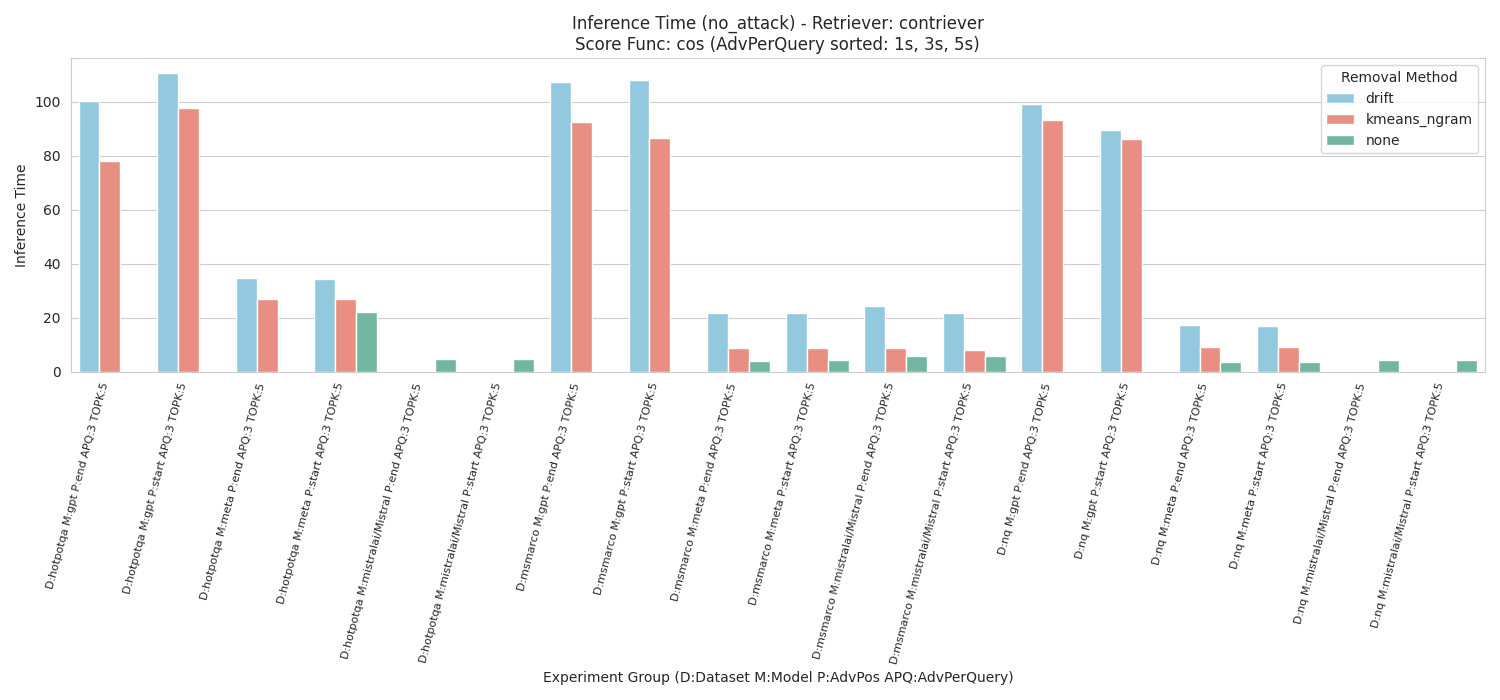 Inference Time (no_attack) - Retriever: contriever
Score Func: cos (AdvPerQuery sorted: 1s, 3s, 5s)
Removal Method
drift
kmeans_ngram
none
Inference Time
100
80
60
40
20
0
D:hotpotqa M:gpt P:end APQ:3 TOPK:5
D:hotpotqa M:gpt P:start APQ:3 TOPK:5
D:hotpotqa M:meta P:end APQ:3 TOPK:5
D:hotpotqa M:meta P:start APQ:3 TOPK:5
D:hotpotqa M:mistralai/Mistral P:end APQ:3 TOPK:5
D:hotpotqa M:mistralai/Mistral P:start APQ:3 TOPK:5
D:msmarco M:gpt P:end APQ:3 TOPK:5
D:msmarco M:gpt P:start APQ:3 TOPK:5
D:msmarco M:meta P:end APQ:3 TOPK:5
D:msmarco M:meta P:start APQ:3 TOPK:5
D:msmarco M:mistralai/Mistral P:end APQ:3 TOPK:5
D:msmarco M:mistralai/Mistral P:start APQ:3 TOPK:5
D:nq M:gpt P:end APQ:3 TOPK:5
D:nq M:gpt P:start APQ:3 TOPK:5
D:nq M:meta P:end APQ:3 TOPK:5
D:nq M:meta P:start APQ:3 TOPK:5
D:nq M:mistralai/Mistral P:end APQ:3 TOPK:5
D:nq M:mistralai/Mistral P:start APQ:3 TOPK:5
Experiment Group (D:Dataset M:Model P:AdvPos APQ:AdvPerQuery)